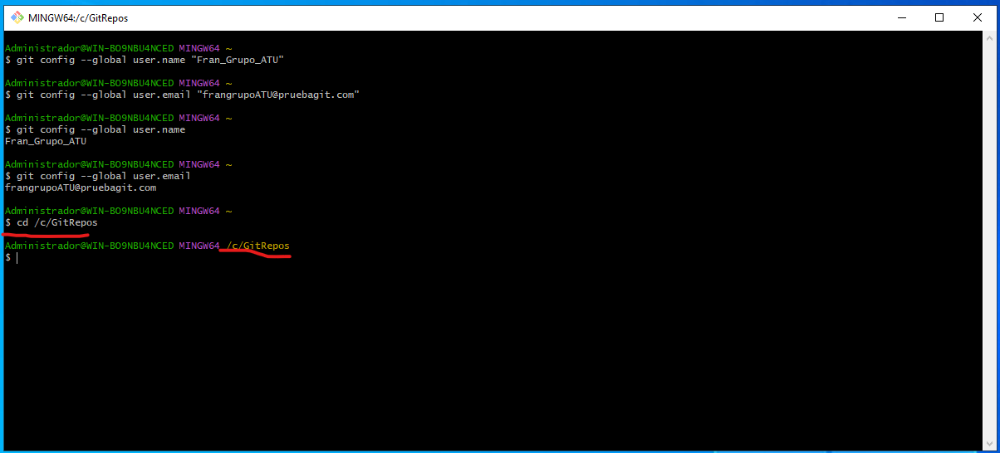 MINGW64:/c/GitRepos
Administrador@WIN-BO9NBU4NCED MINGW64 ~
$ git config --global user.name "Fran_Grupo_ATU"
Administrador@WIN-BO9NBU4NCED MINGW64 ~
$ git config --global user.email "frangrupoATU@pruebagit.com"
Administrador@WIN-BO9NBU4NCED MINGW64 ~
$ git config --global user.name
Fran_Grupo_ATU
Administrador@WIN-BO9NBU4NCED MINGW64 ~
$ git config --global user.email
frangrupoATU@pruebagit.com
Administrador@WIN-BO9NBU4NCED MINGW64 ~
$ cd /c/GitRepos
Administrador@WIN-BO9NBU4NCED MINGW64 /c/GitRepos
$